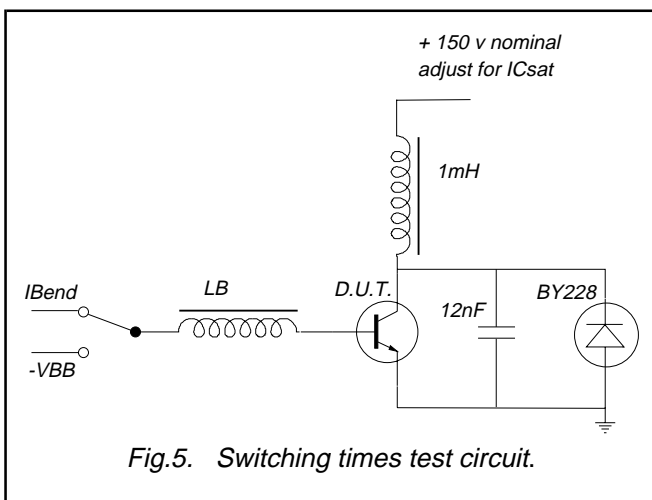 + 150 v nominal
adjust for ICsat
1mH
IBend
LB
D.U.T.
12nF
BY228
-VBB
Fig.5. Switching times test circuit.